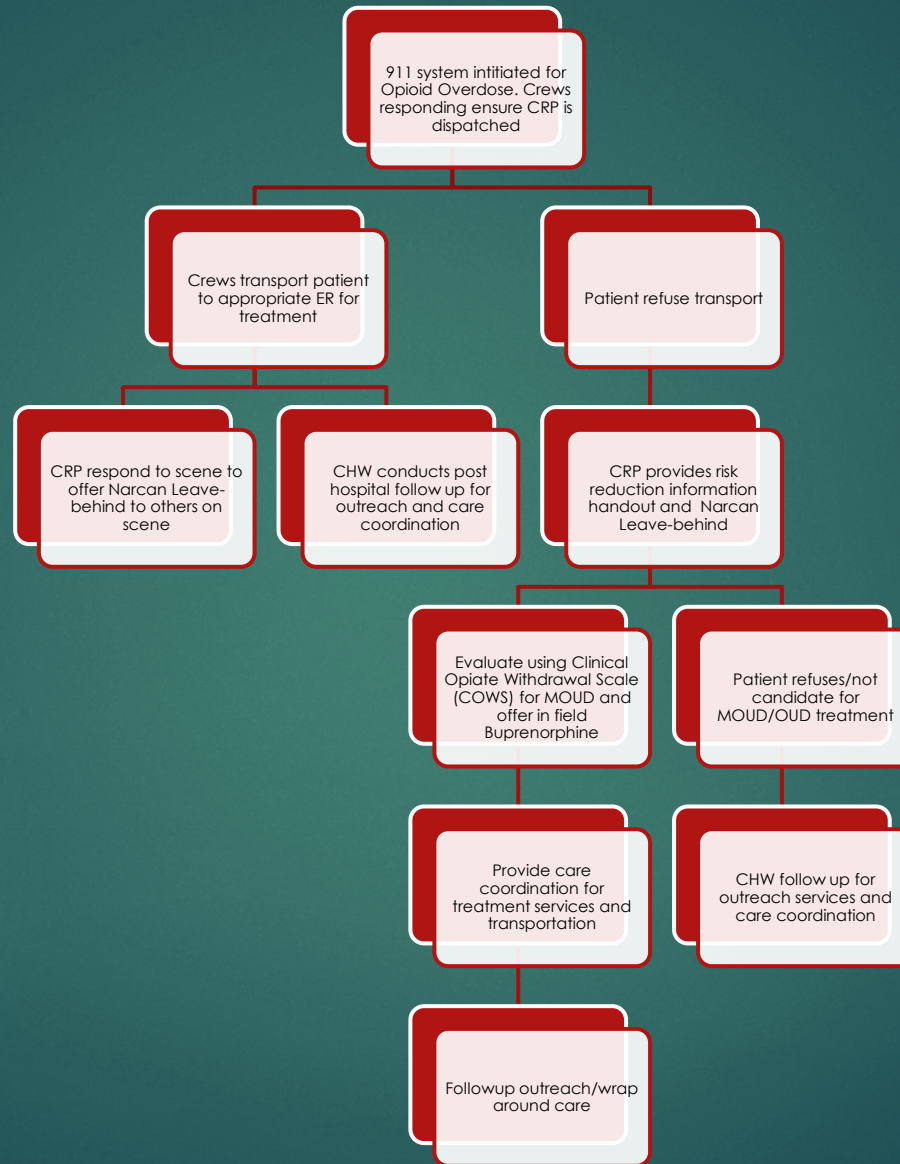 911 system intitiated for
Opioid Overdose. Crews
responding ensure CRP is
dispatched
Crews transport patient
to appropriate ER for
treatment
Patient refuse transport
CRP respond to scene to
offer Narcan Leave-
behind to others on
scene
CHW conducts post
hospital follow up for
outreach and care
coordination
CRP provides risk
reduction information
handout and Narcan
Leave-behind
Evaluate using Clinical
Opiate Withdrawal Scale
(COWS) for MOUD and
offer in field
Buprenorphine
Patient refuses/not
candidate for
MOUD/OUD treatment
Provide care
coordination for
treatment services and
transportation
CHW follow up for
outreach services and
care coordination
Followup outreach/wrap
around care